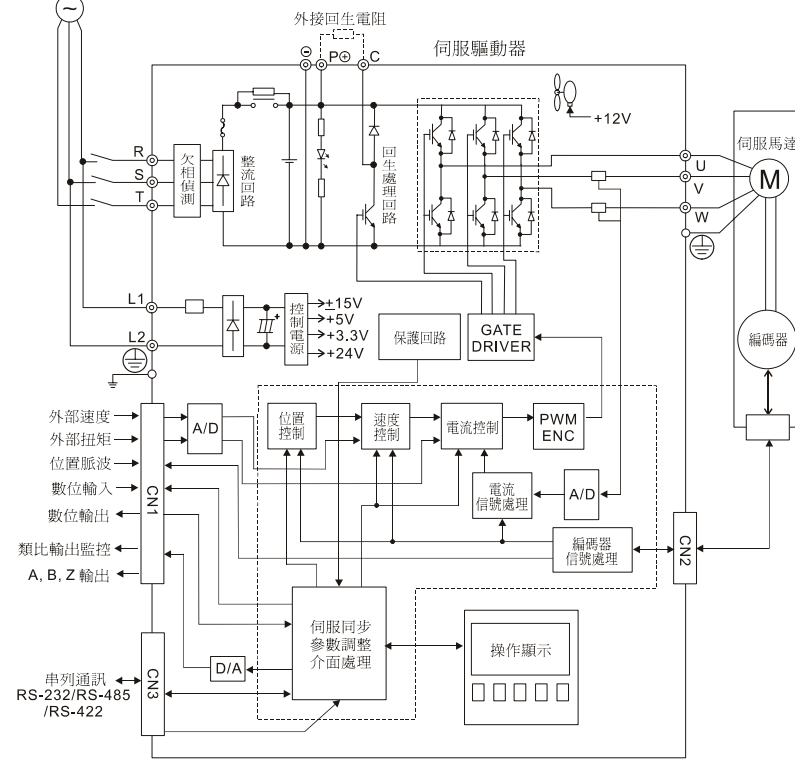 外接回生電阻
~
⊖ P⊕ C
伺服驅動器
+12V
R
S
T
欠相偵測
整流回路
回生處理回路
U
V
W
伺服馬達
M
L1
L2
+
控制電源
±15V
+5V
+3.3V
+24V
保護回路
GATE
DRIVER
編碼器
外部速度
外部扭矩
位置脈波
數位輸入
數位輸出
類比輸出監控
A, B, Z 輸出
CN1
A/D
位置
控制
速度
控制
電流控制
PWM
ENC
電流
信號處理
A/D
編碼器
信號處理
CN2
伺服同步
參數調整
介面處理
D/A
操作顯示
串列通訊
RS-232/RS-485
/RS-422
CN3